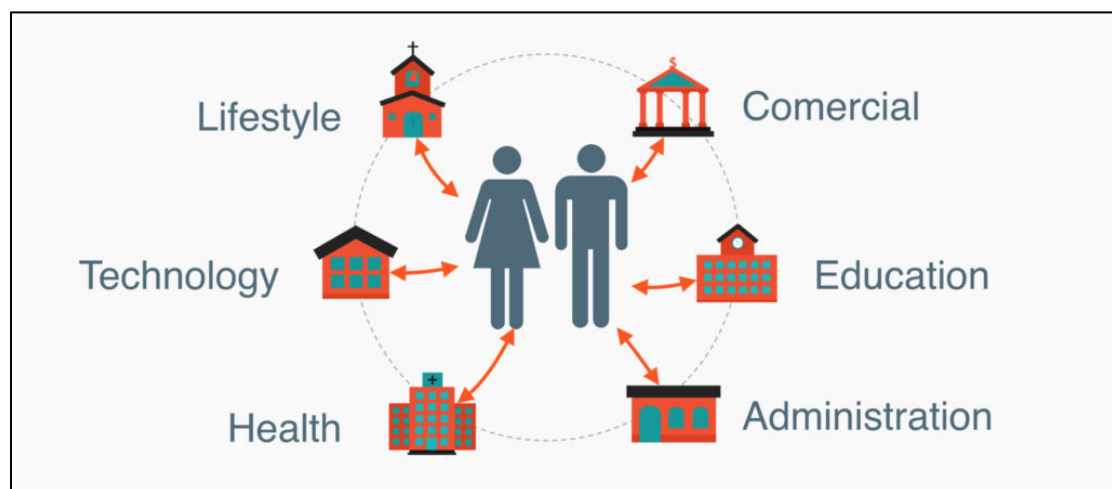 Lifestyle
$
Comercial
Technology
Education
Health
Administration